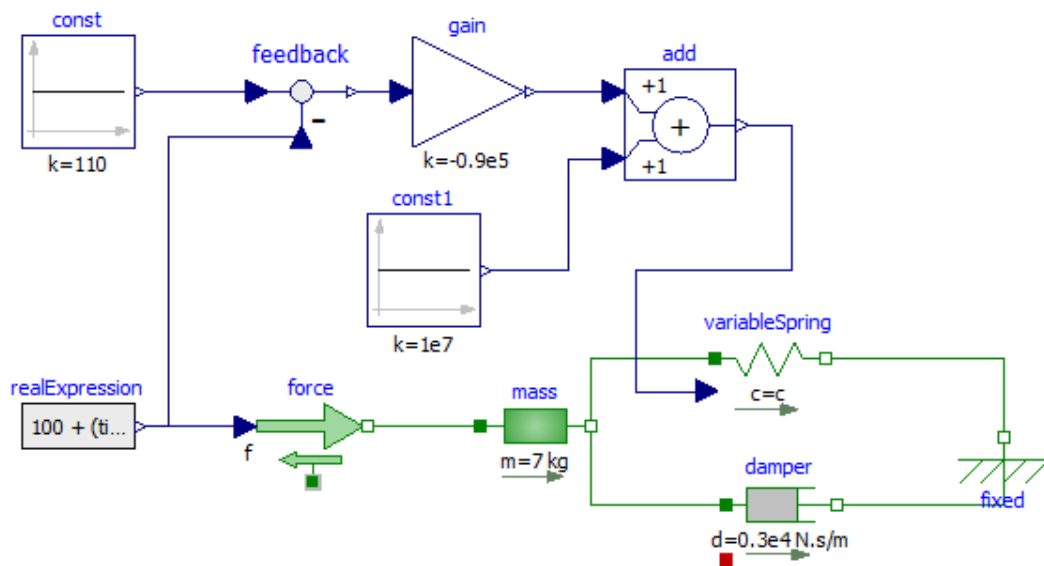 const
k=110
feedback
−
gain
k=-0.9e5
add
+1
+
+1
const1
k=1e7
realExpression
100 + (ti...
force
f
mass
m=7 kg
variableSpring
c=c
damper
d=0.3e4 N.s/m
fixed